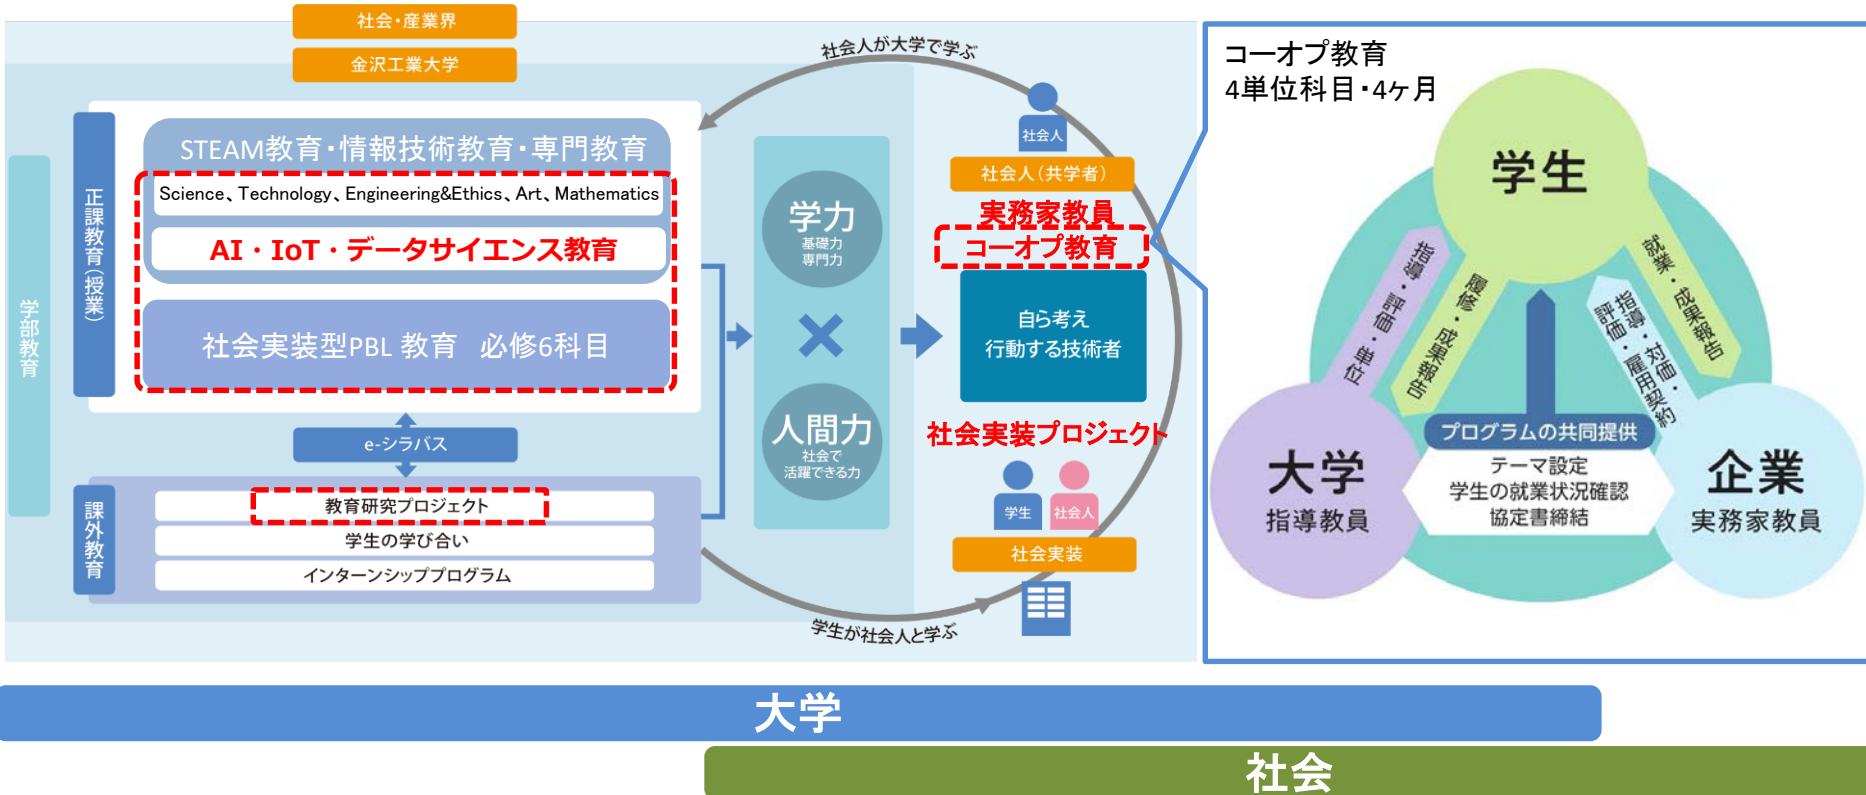 社会・産業界
金沢工業大学
学部教育
正課教育(授業)
STEAM教育・情報技術教育・専門教育
Science、Technology、Engineering&Ethics、Art、Mathematics
AI・IoT・データサイエンス教育
社会実装型PBL 教育 必修6科目
e-シラバス
課外教育
教育研究プロジェクト
学生の学び合い
インターンシッププログラム
学力
基礎力
専門力
×
人間力
社会で
活躍できる力
社会人が大学で学ぶ
社会人
社会人(共学者)
実務家教員
コーオプ教育
自ら考え
行動する技術者
社会実装プロジェクト
学生
社会人
社会実装
学生が社会人と学ぶ
コーオプ教育
4単位科目・4ヶ月
学生
指導・評価・単位
履修・成果報告
指導・対価・
評価・雇用契約
就業・成果報告
プログラムの共同提供
テーマ設定
学生の就業状況確認
協定書締結
大学
指導教員
企業
実務家教員
大学
社会